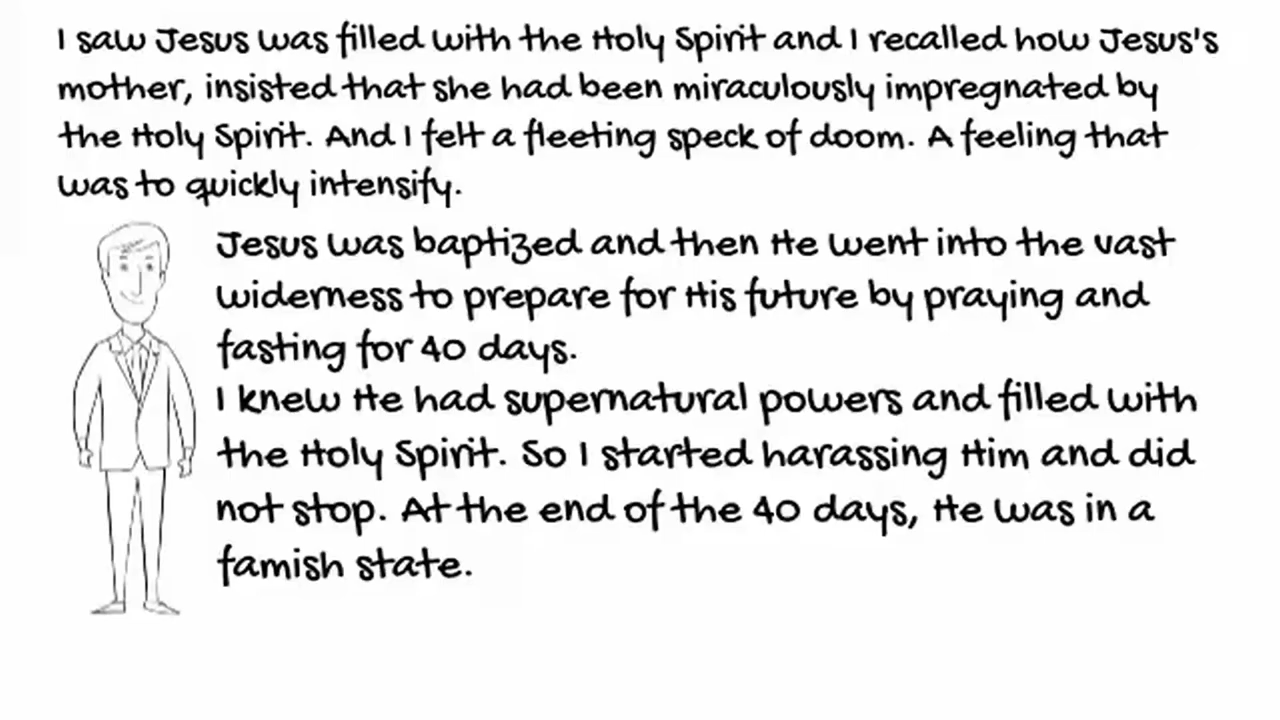 I saw Jesus was filled with the Holy Spirit and I recalled how Jesus's
mother, insisted that she had been miraculously impregnated by
the Holy Spirit. And I felt a fleeting speck of doom. A feeling that
was to quickly intensify.
Jesus was baptized and then He went into the vast
widerness to prepare for His future by praying and
fasting for 40 days.
I knew He had supernatural powers and filled with
the Holy Spirit. So I started harassing Him and did
not stop. At the end of the 40 days, He was in a
famish state.